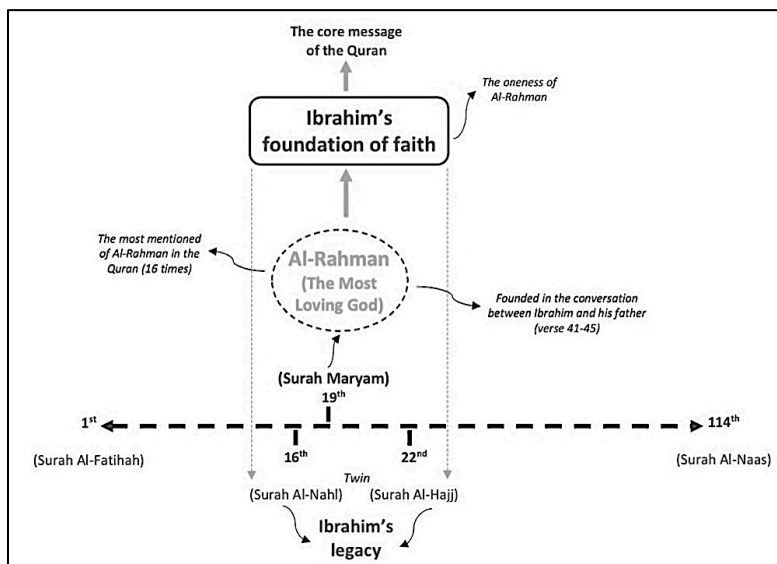 The core message
of the Quran
The oneness of
Al-Rahman
Ibrahim's
foundation of faith
The most mentioned
of Al-Rahman in the
Quran (16 times)
Al-Rahman
(The Most
Loving God)
Founded in the conversation
between Ibrahim and his father
(verse 41-45)
(Surah Maryam)
19th
1st
114th
(Surah Al-Fatihah)
16th
22nd
(Surah Al-Naas)
Twin
(Surah Al-Nahl)
(Surah Al-Hajj)
Ibrahim's
legacy